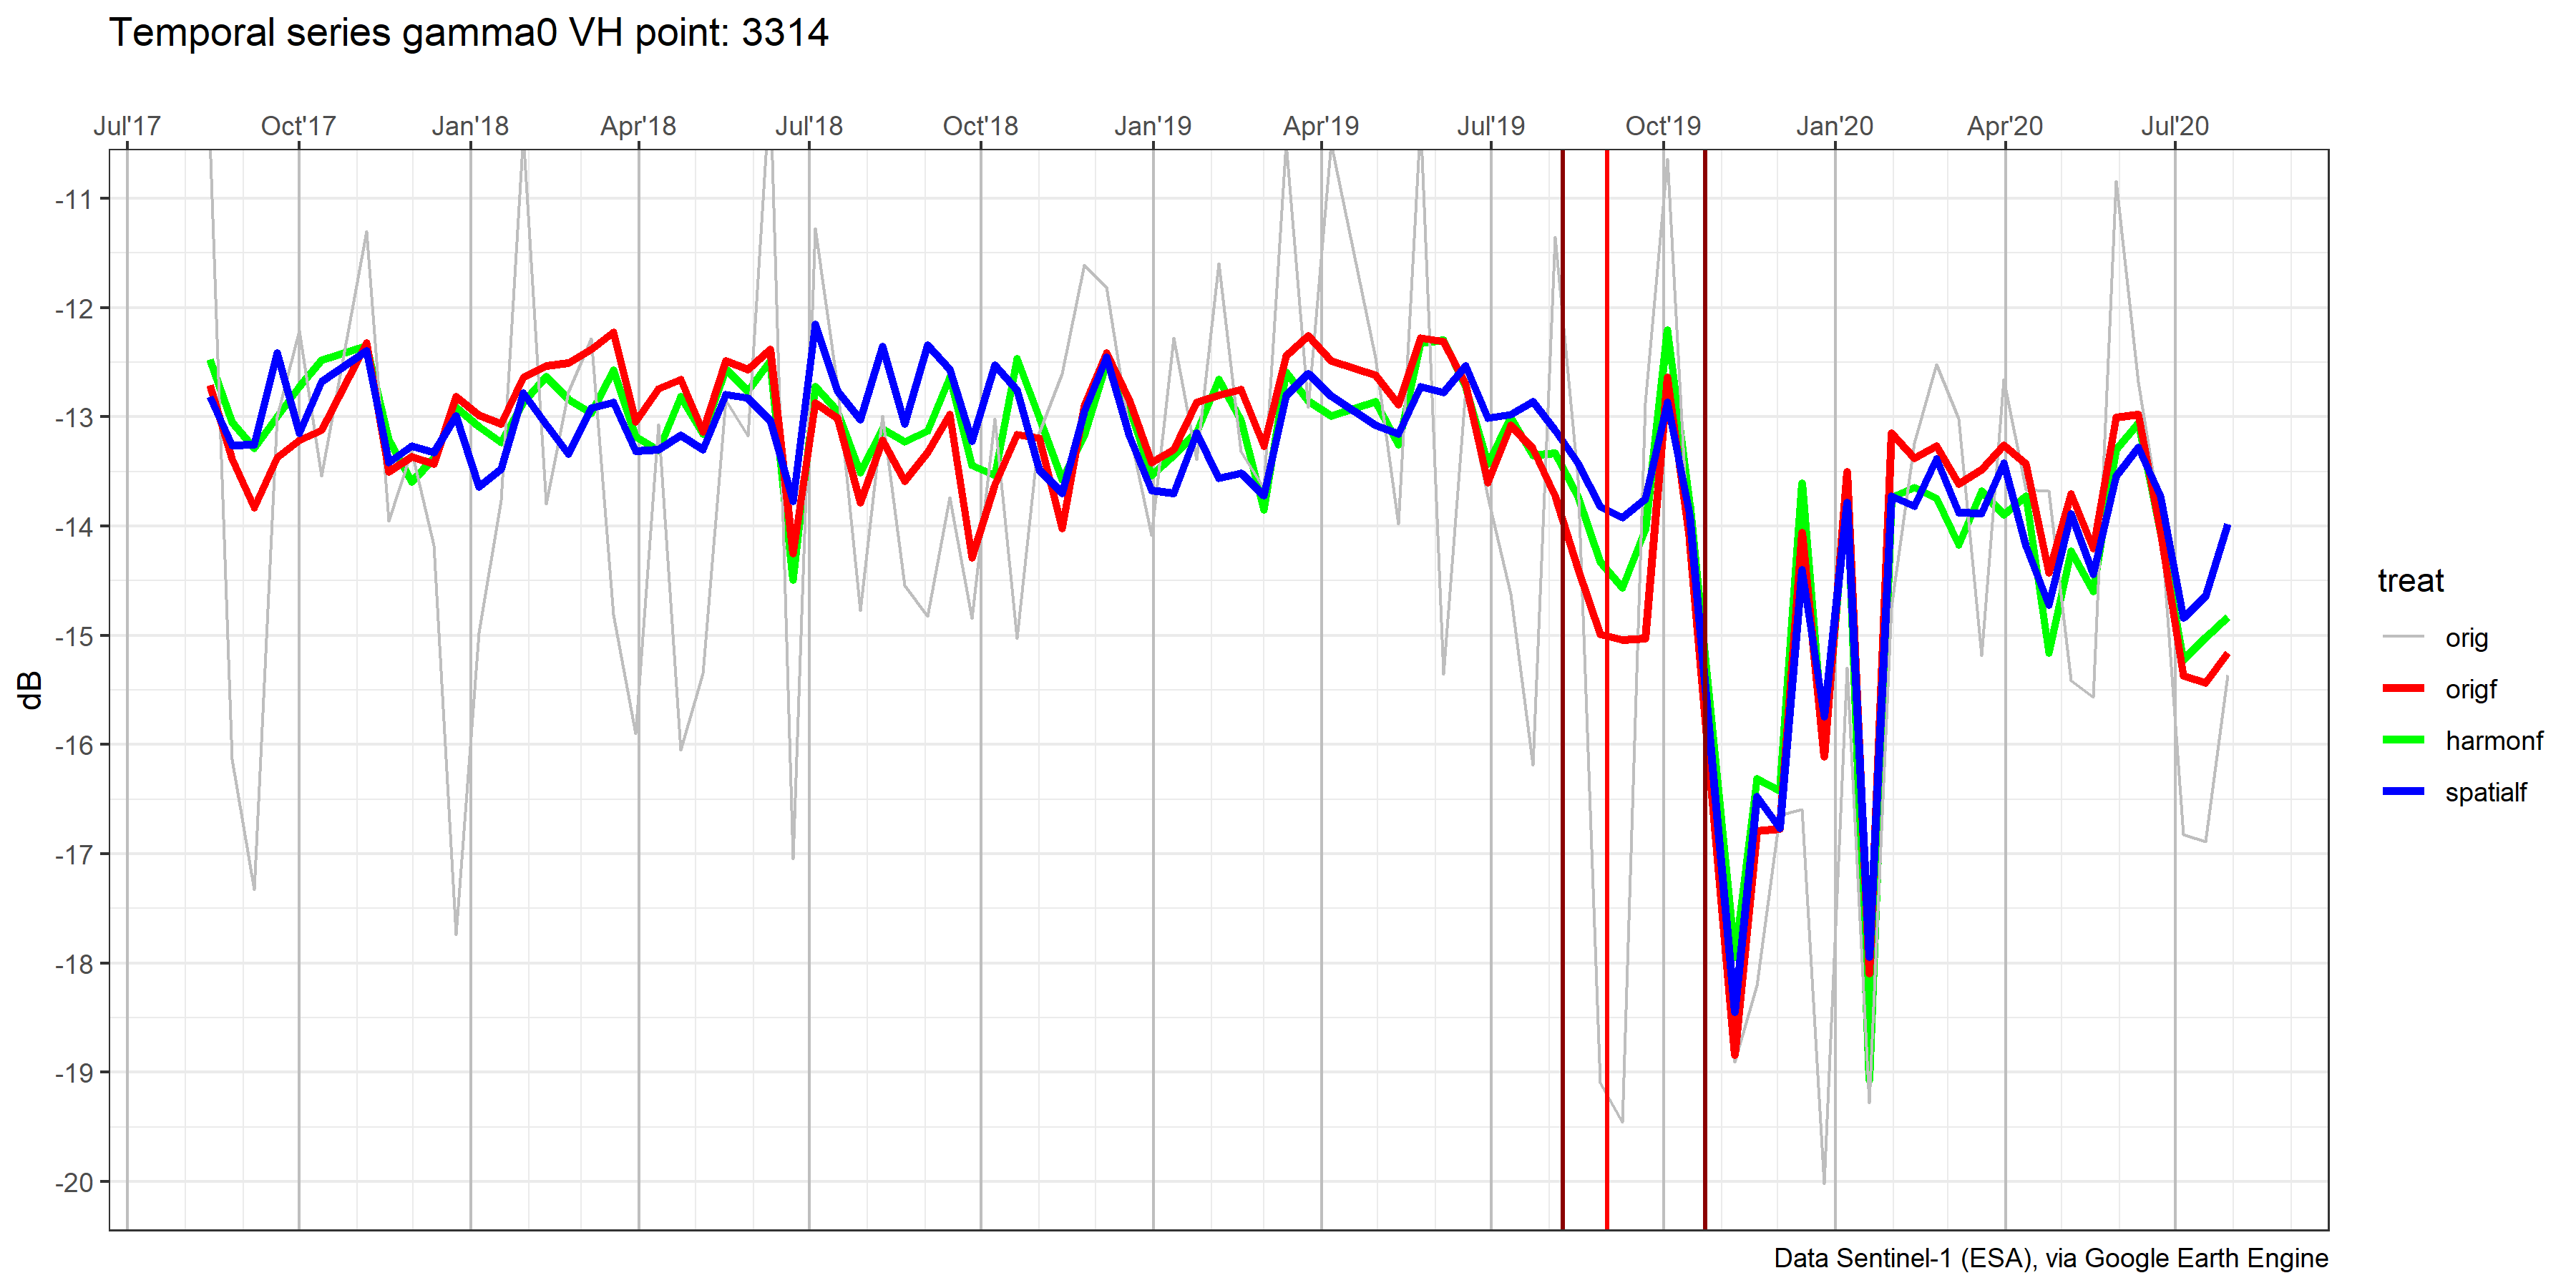 Temporal series gamma0 VH point: 3314
Jul'17 Oct'17 Jan'18 Apr'18 Jul'18 Oct'18 Jan'19 Apr'19 Jul'19 Oct'19 Jan'20 Apr'20 Jul'20
-11
-12
-13
-14
-15
-16
-17
-18
-19
-20
dB
treat
orig
origf
harmonf
spatialf
Data Sentinel-1 (ESA), via Google Earth Engine